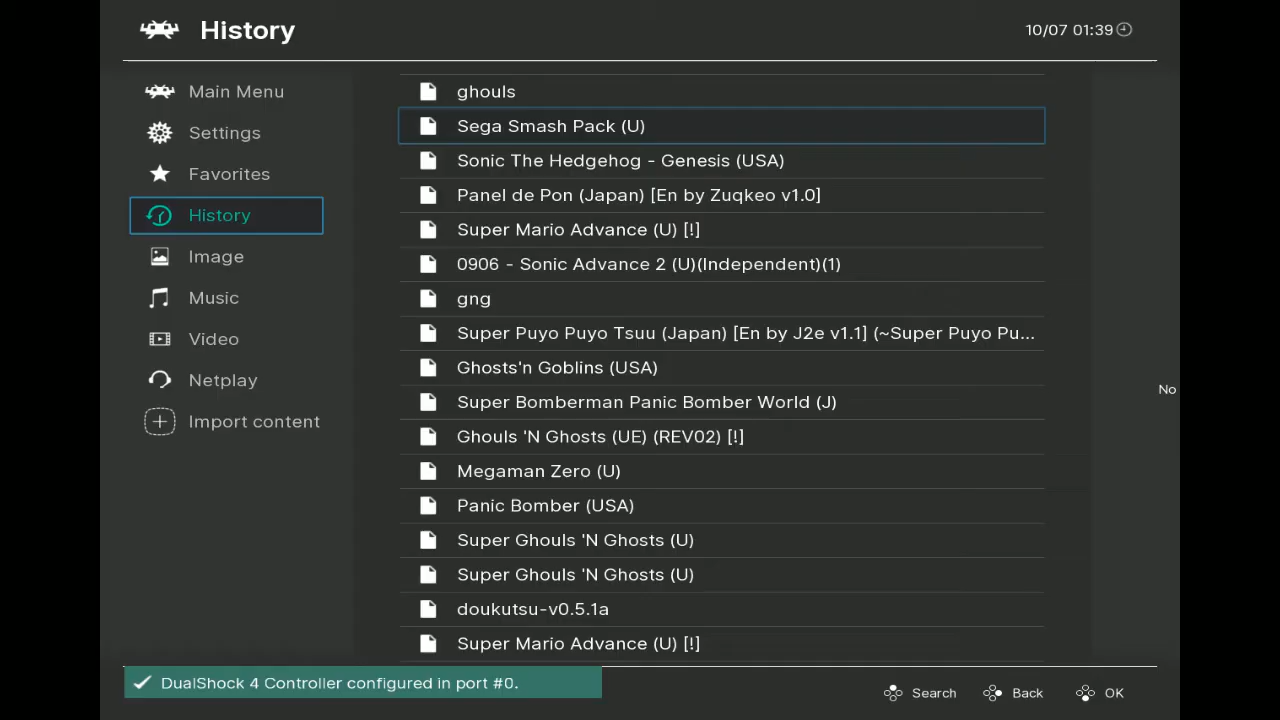 History
10/07 01:39
Main Menu
Settings
Favorites
History
Image
Music
Video
Netplay
Import content
ghouls
Sega Smash Pack (U)
Sonic The Hedgehog - Genesis (USA)
Panel de Pon (Japan) [En by Zuqkeo v1.0]
Super Mario Advance (U) [!]
0906 - Sonic Advance 2 (U)(Independent)(1)
gng
Super Puyo Puyo Tsuu (Japan) [En by J2e v1.1] (~Super Puyo Pu...
Ghosts'n Goblins (USA)
Super Bomberman Panic Bomber World (J)
Ghouls 'N Ghosts (UE) (REV02) [!]
Megaman Zero (U)
Panic Bomber (USA)
Super Ghouls 'N Ghosts (U)
Super Ghouls 'N Ghosts (U)
doukutsu-v0.5.1a
Super Mario Advance (U) [!]
No
DualShock 4 Controller configured in port #0.
Search Back OK